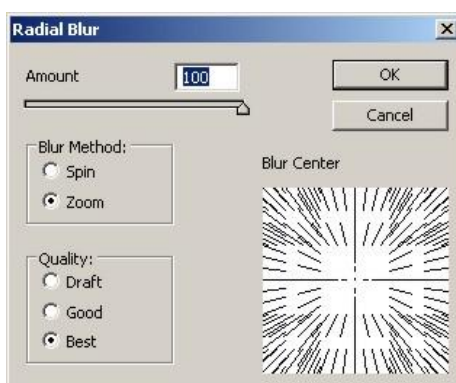 Radial Blur
Amount 100
OK
Cancel
Blur Method:
Spin
Zoom
Blur Center
Quality:
Draft
Good
Best